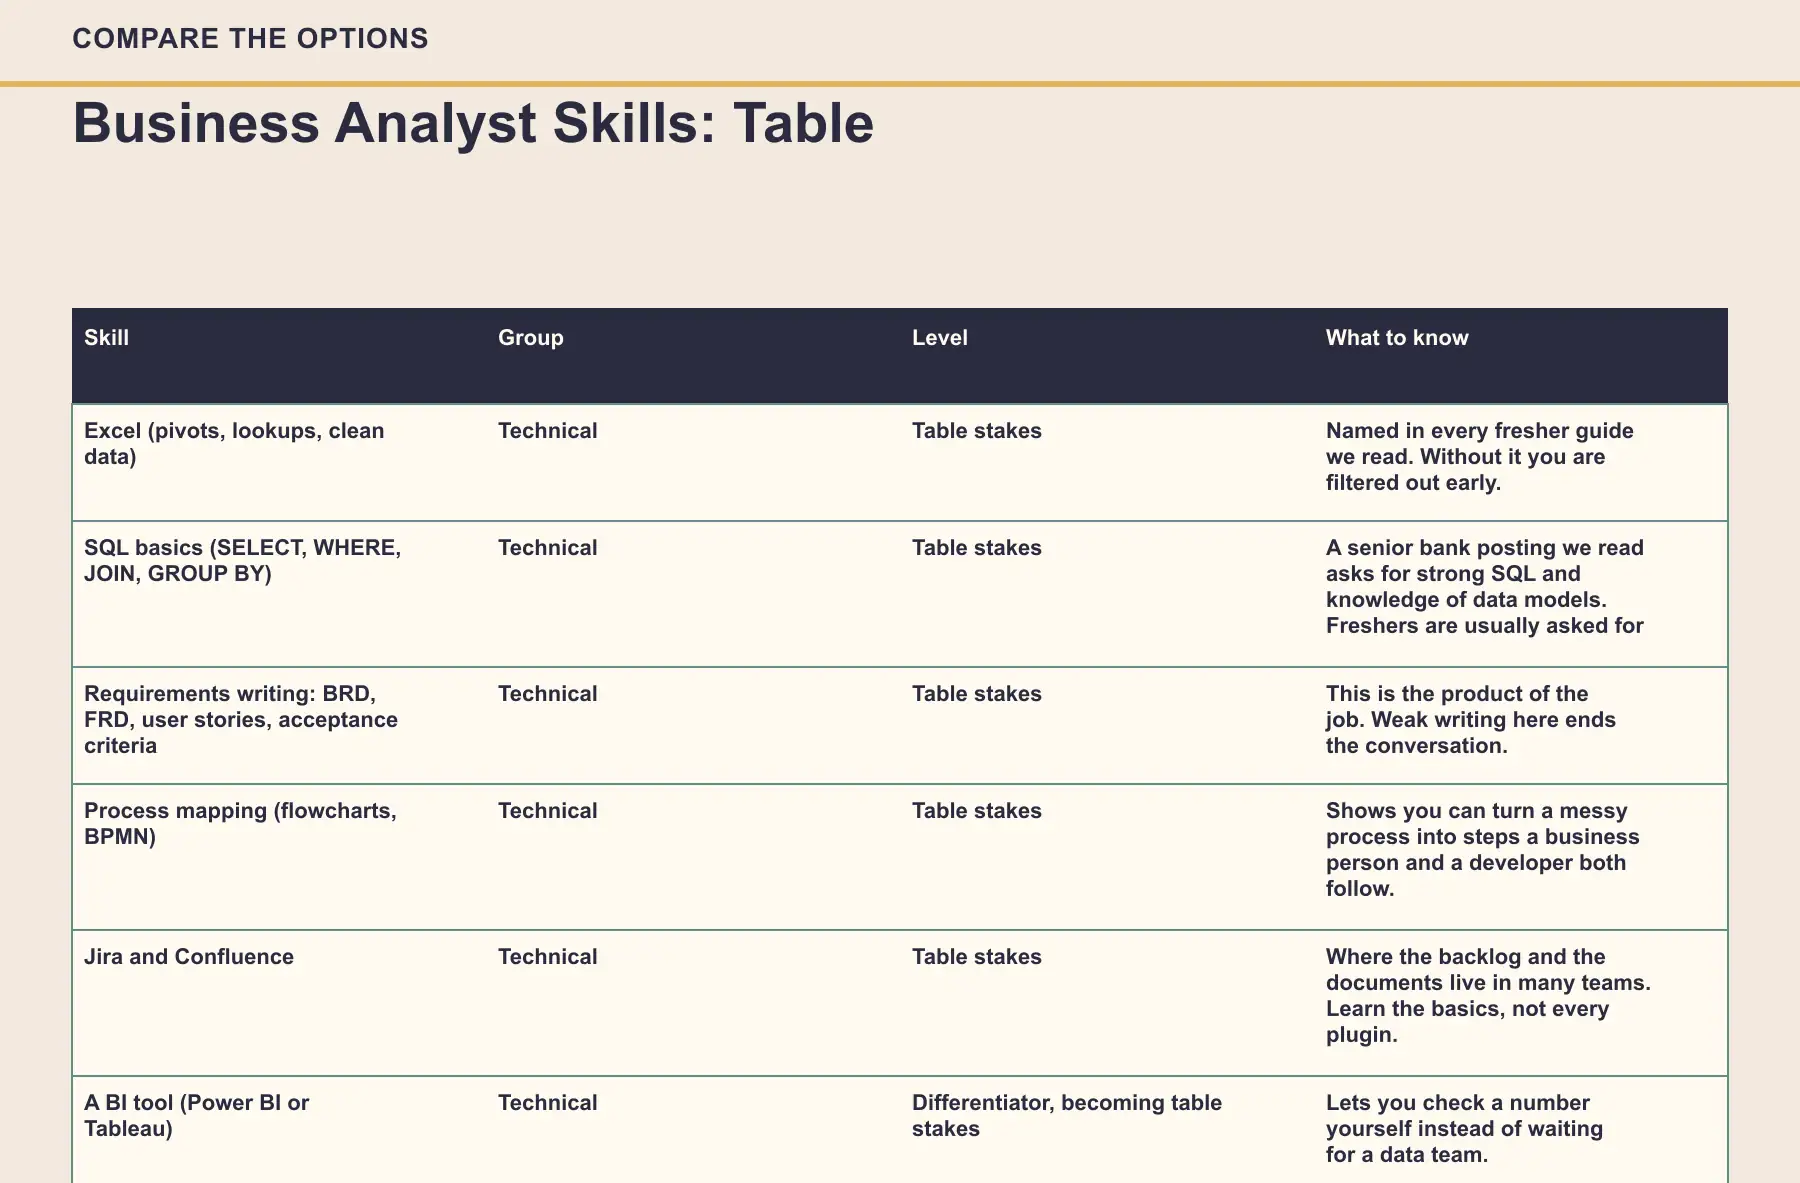 COMPARE THE OPTIONS
Business Analyst Skills: Table
Skill
Group
Level
What to know
Excel (pivots, lookups, clean
data)
Technical
Table stakes
Named in every fresher guide
we read. Without it you are
filtered out early.
SQL basics (SELECT, WHERE,
JOIN, GROUP BY)
Technical
Table stakes
A senior bank posting we read
asks for strong SQL and
knowledge of data models.
Freshers are usually asked for
Requirements writing: BRD,
FRD, user stories, acceptance
criteria
Technical
Table stakes
This is the product of the
job. Weak writing here ends
the conversation.
Process mapping (flowcharts,
BPMN)
Technical
Table stakes
Shows you can turn a messy
process into steps a business
person and a developer both
follow.
Jira and Confluence
Technical
Table stakes
Where the backlog and the
documents live in many teams.
Learn the basics, not every
plugin.
A BI tool (Power BI or
Tableau)
Technical
Differentiator, becoming table
stakes
Lets you check a number
yourself instead of waiting
for a data team.